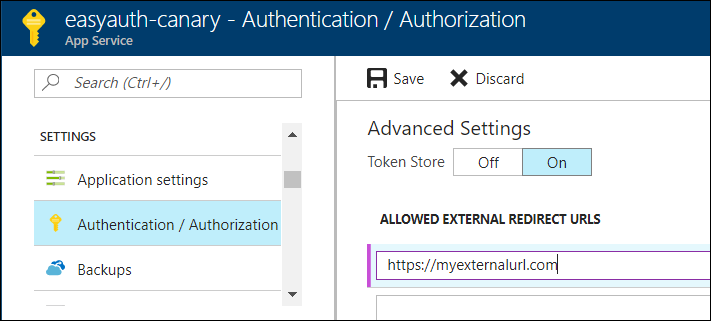 easyauth-canary - Authentication / Authorization
App Service
Search (Ctrl+/)
SETTINGS
Application settings
Authentication / Authorization
Backups
Save
Discard
Advanced Settings
Token Store
Off
On
ALLOWED EXTERNAL REDIRECT URLS
https://myexternalurl.com